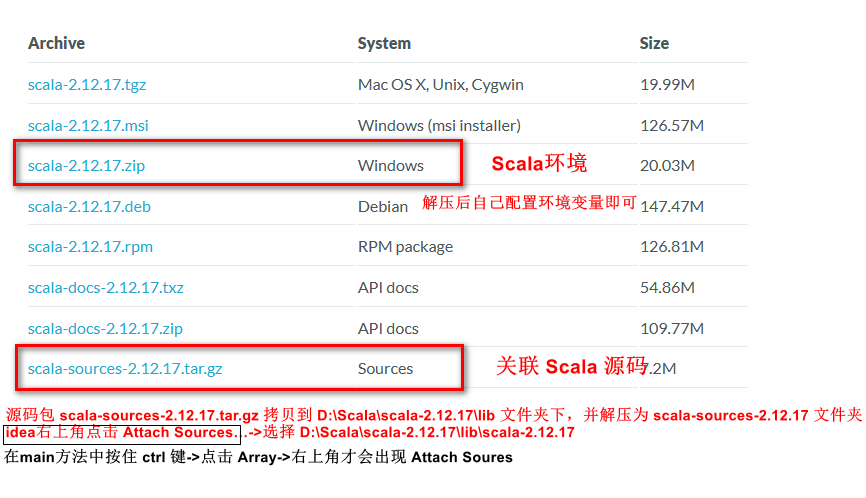 Archive System Size
scala-2.12.17.tgz Mac OS X, Unix, Cygwin 19.99M
scala-2.12.17.msi Windows (msi installer) 126.57M
scala-2.12.17.zip Windows Scala环境 20.03M
scala-2.12.17.deb Debian 解压后自己配置环境变量即可 147.47M
scala-2.12.17.rpm RPM package 126.81M
scala-docs-2.12.17.txz API docs 54.86M
scala-docs-2.12.17.zip API docs 109.77M
scala-sources-2.12.17.tar.gz Sources 关联 Scala 源码 .2M
源码包 scala-sources-2.12.17.tar.gz 拷贝到 D:\Scala\scala-2.12.17\lib 文件夹下，并解压为 scala-sources-2.12.17 文件夹
idea右上角点击 Attach Sources...->选择 D:\Scala\scala-2.12.17\lib\scala-2.12.17
在main方法中按住 ctrl 键->点击 Array->右上角才会出现 Attach Soures